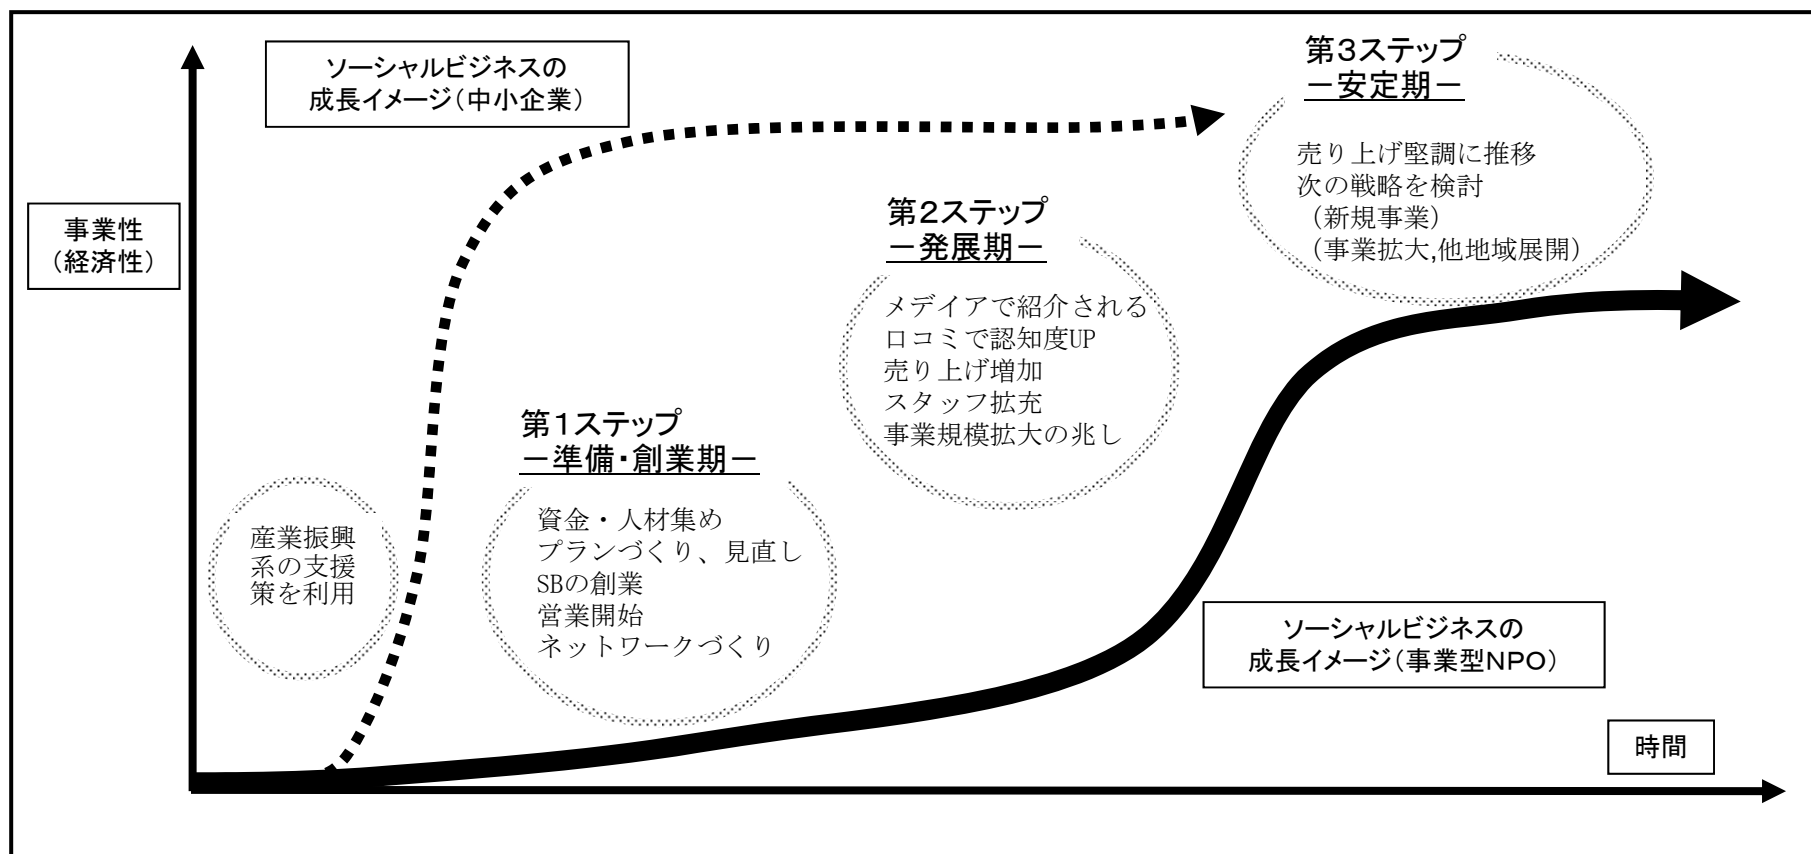 ソーシャルビジネスの
成長イメージ（中小企業）
事業性
（経済性）
産業振興
系の支援
策を利用
第１ステップ
－準備・創業期－
資金・人材集め
プランづくり、見直し
SBの創業
営業開始
ネットワークづくり
第２ステップ
－発展期－
メデイアで紹介される
口コミで認知度UP
売り上げ増加
スタッフ拡充
事業規模拡大の兆し
第３ステップ
－安定期－
売り上げ堅調に推移
次の戦略を検討
（新規事業）
（事業拡大,他地域展開）
ソーシャルビジネスの
成長イメージ（事業型ＮＰＯ）
時間